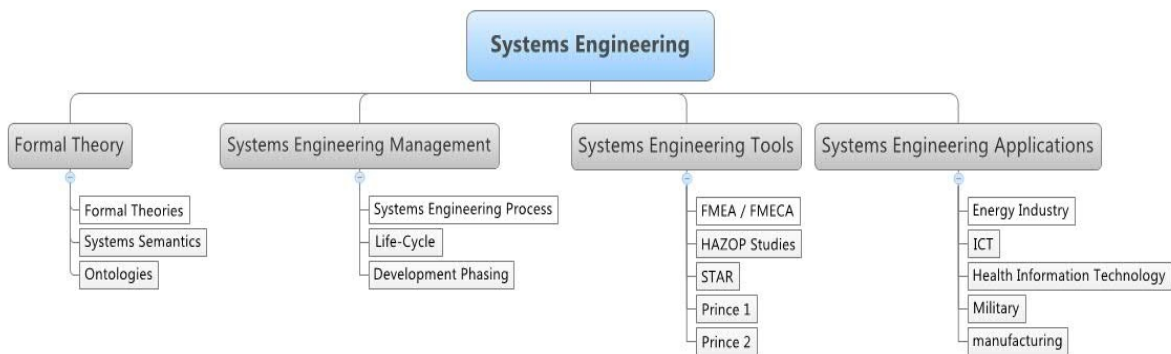 Systems Engineering
Formal Theory
Systems Engineering Management
Systems Engineering Tools
Systems Engineering Applications
Formal Theories
Systems Semantics
Ontologies
Systems Engineering Process
Life-Cycle
Development Phasing
FMEA / FMECA
HAZOP Studies
STAR
Prince 1
Prince 2
Energy Industry
ICT
Health Information Technology
Military
manufacturing